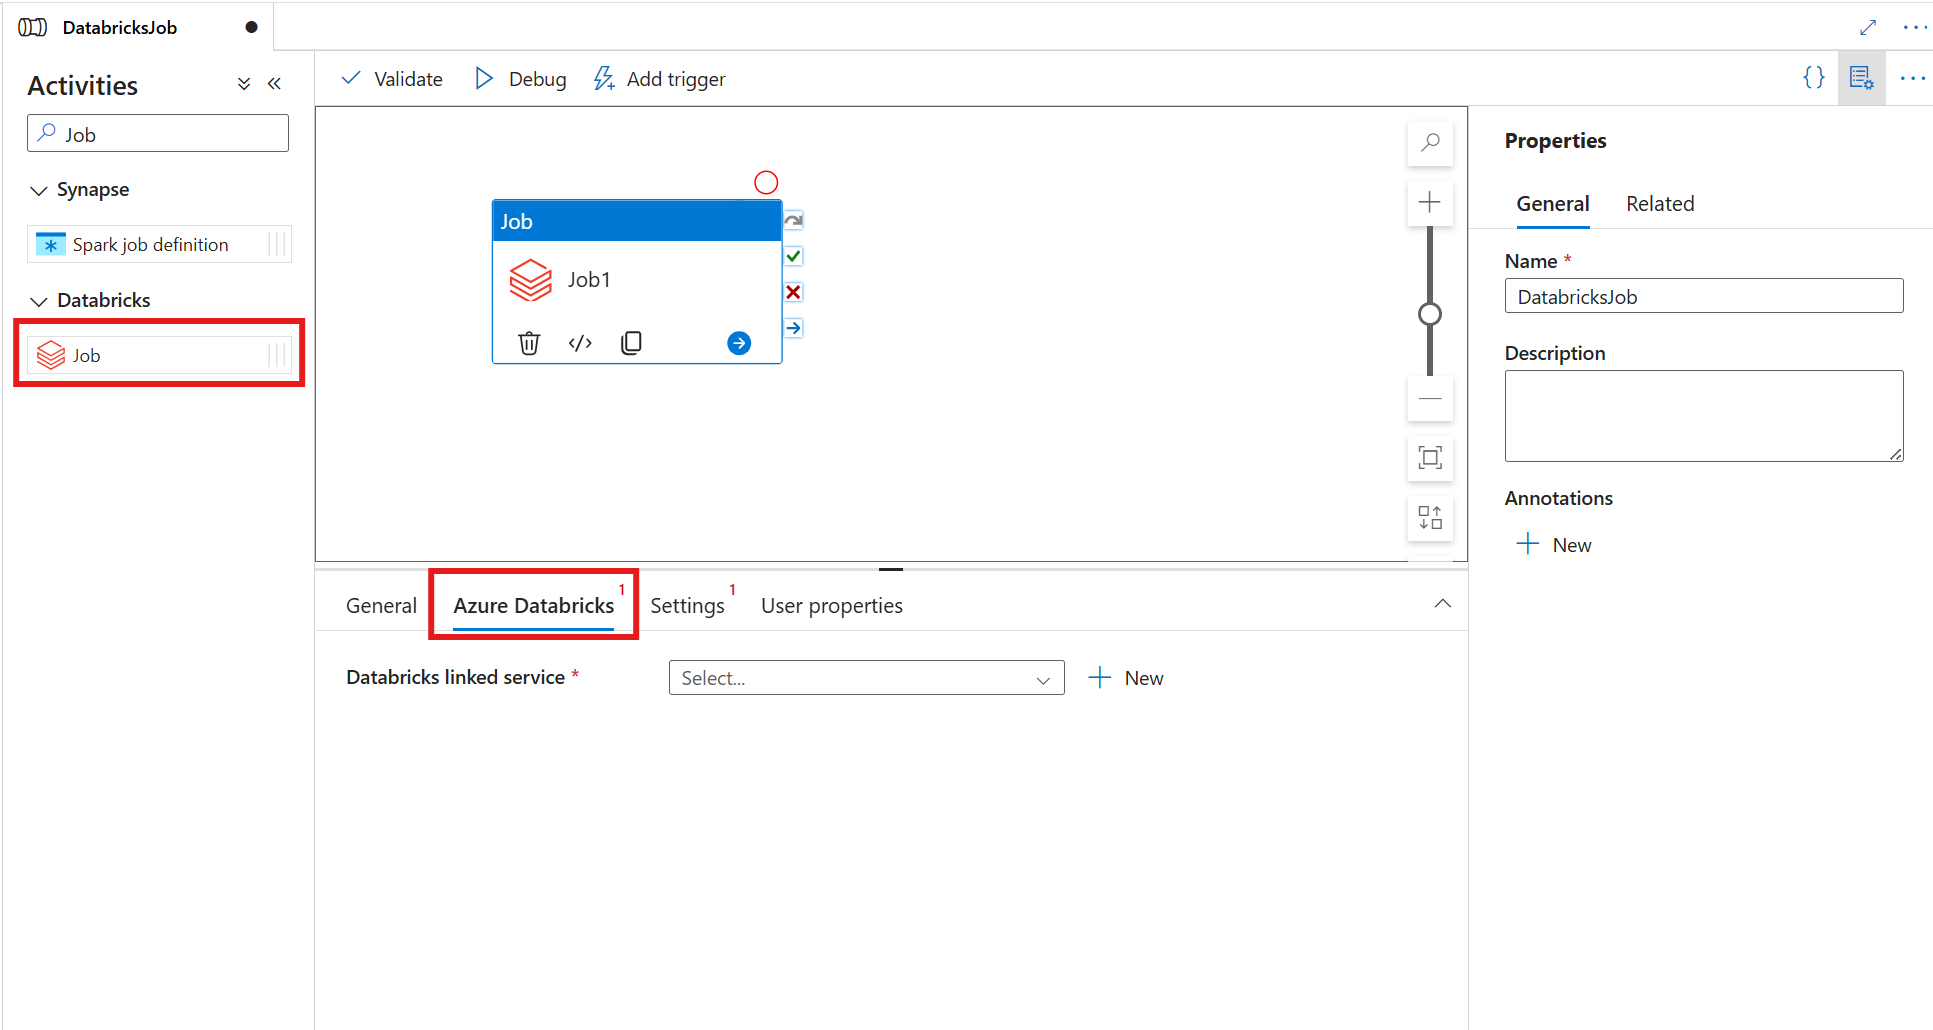 DatabricksJob
Activities
Job
Synapse
Spark job definition
Databricks
Job
Validate
Debug
Add trigger
Job
Job1
General
Azure Databricks 1
Settings 1
User properties
Databricks linked service *
Select...
New
Properties
General
Related
Name *
DatabricksJob
Description
Annotations
New